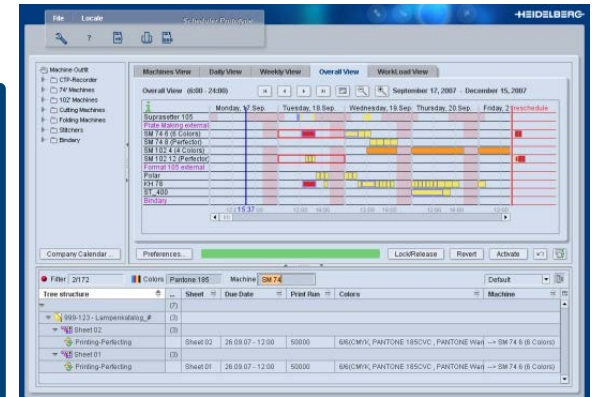 File Locale Scheduler Prototype HEIDELBERG
?
Machine Outfit
CTP-Recorder
74' Machines
102' Machines
Cutting Machines
Folding Machines
Stitchers
Bindery
Machines View Daily View Weekly View Overall View WorkLoad View
Overall View (6:00 - 24:00) September 17, 2007 - December 15, 2007
Monday, 17.Sep. Tuesday, 18.Sep. Wednesday, 19.Sep. Thursday, 20.Sep. Friday, 2 reschedule
Suprasetter 105
Plate Making external
SM 74 6 (6 Colors)
SM 74 8 (Perfector)
SM 102 4 (4 Colors)
SM 102 12 (Perfector)
Format 105 external
Polar
KH 78
ST_400
Bindary
15:37
Company Calendar ... Preferences.. Lock/Release Revert Activate
Filter 2/172 Colors Pantone 185 Machine SM 74 Default
Tree structure ... Sheet Due Date Print Run Colors Machine
(7)
999-123 - Lampenkatalog_# (3)
Sheet 02 (3)
Printing-Perfecting Sheet 02 26.09.07 - 12:00 50000 6/6(CMYK, PANTONE 185CVC , PANTONE Wari --> SM 74 6 (6 Colors)
Sheet 01 (3)
Printing-Perfecting Sheet 01 26.09.07 - 12:00 50000 6/6(CMYK, PANTONE 185CVC , PANTONE Wari --> SM 74 6 (6 Colors)